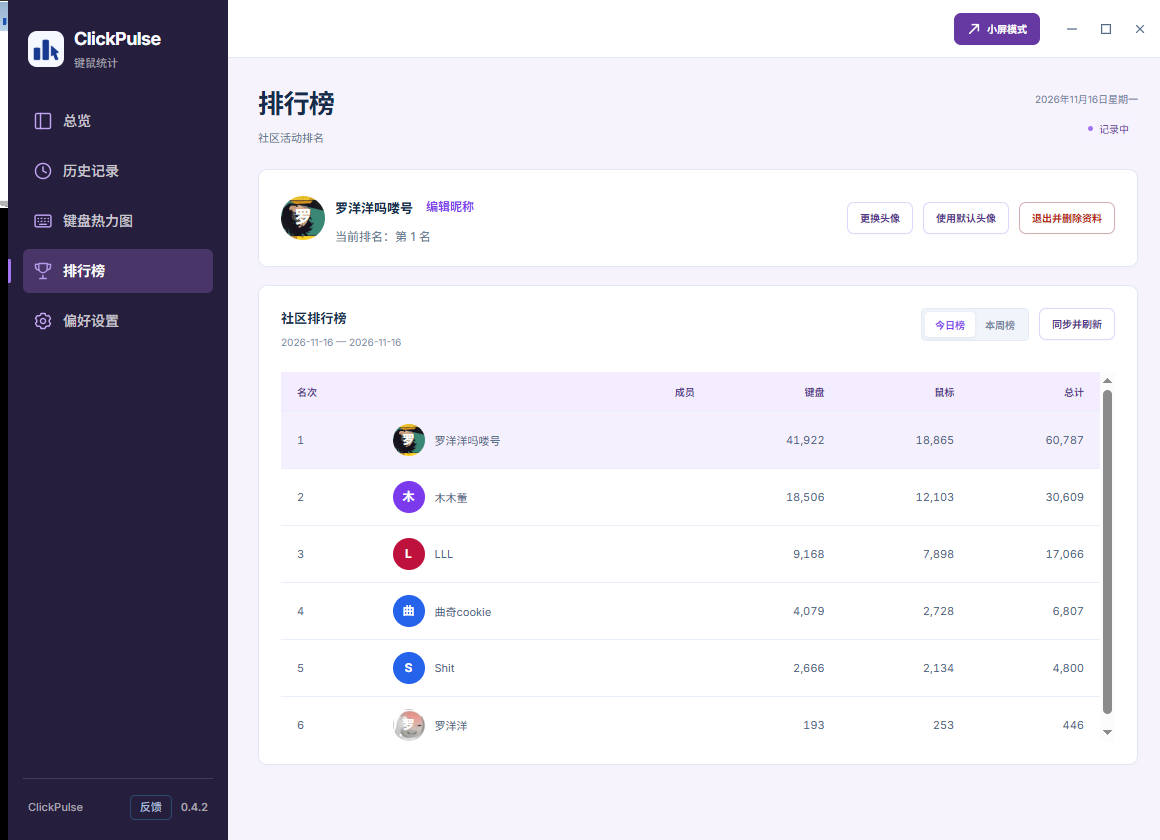 ClickPulse
键鼠统计
总览
历史记录
键盘热力图
排行榜
偏好设置
ClickPulse 反馈 0.4.2
小屏模式
排行榜
社区活动排名
2026年11月16日星期一
记录中
罗
罗洋洋吗喽号 编辑昵称
当前排名：第 1 名
更换头像 使用默认头像 退出并删除资料
社区排行榜
2026-11-16 — 2026-11-16
今日榜 本周榜 同步并刷新
名次 成员 键盘 鼠标 总计
1 罗 罗洋洋吗喽号 41,922 18,865 60,787
2 木 木木董 18,506 12,103 30,609
3 L LLL 9,168 7,898 17,066
4 曲 曲奇cookie 4,079 2,728 6,807
5 S Shit 2,666 2,134 4,800
6 罗 罗洋洋 193 253 446